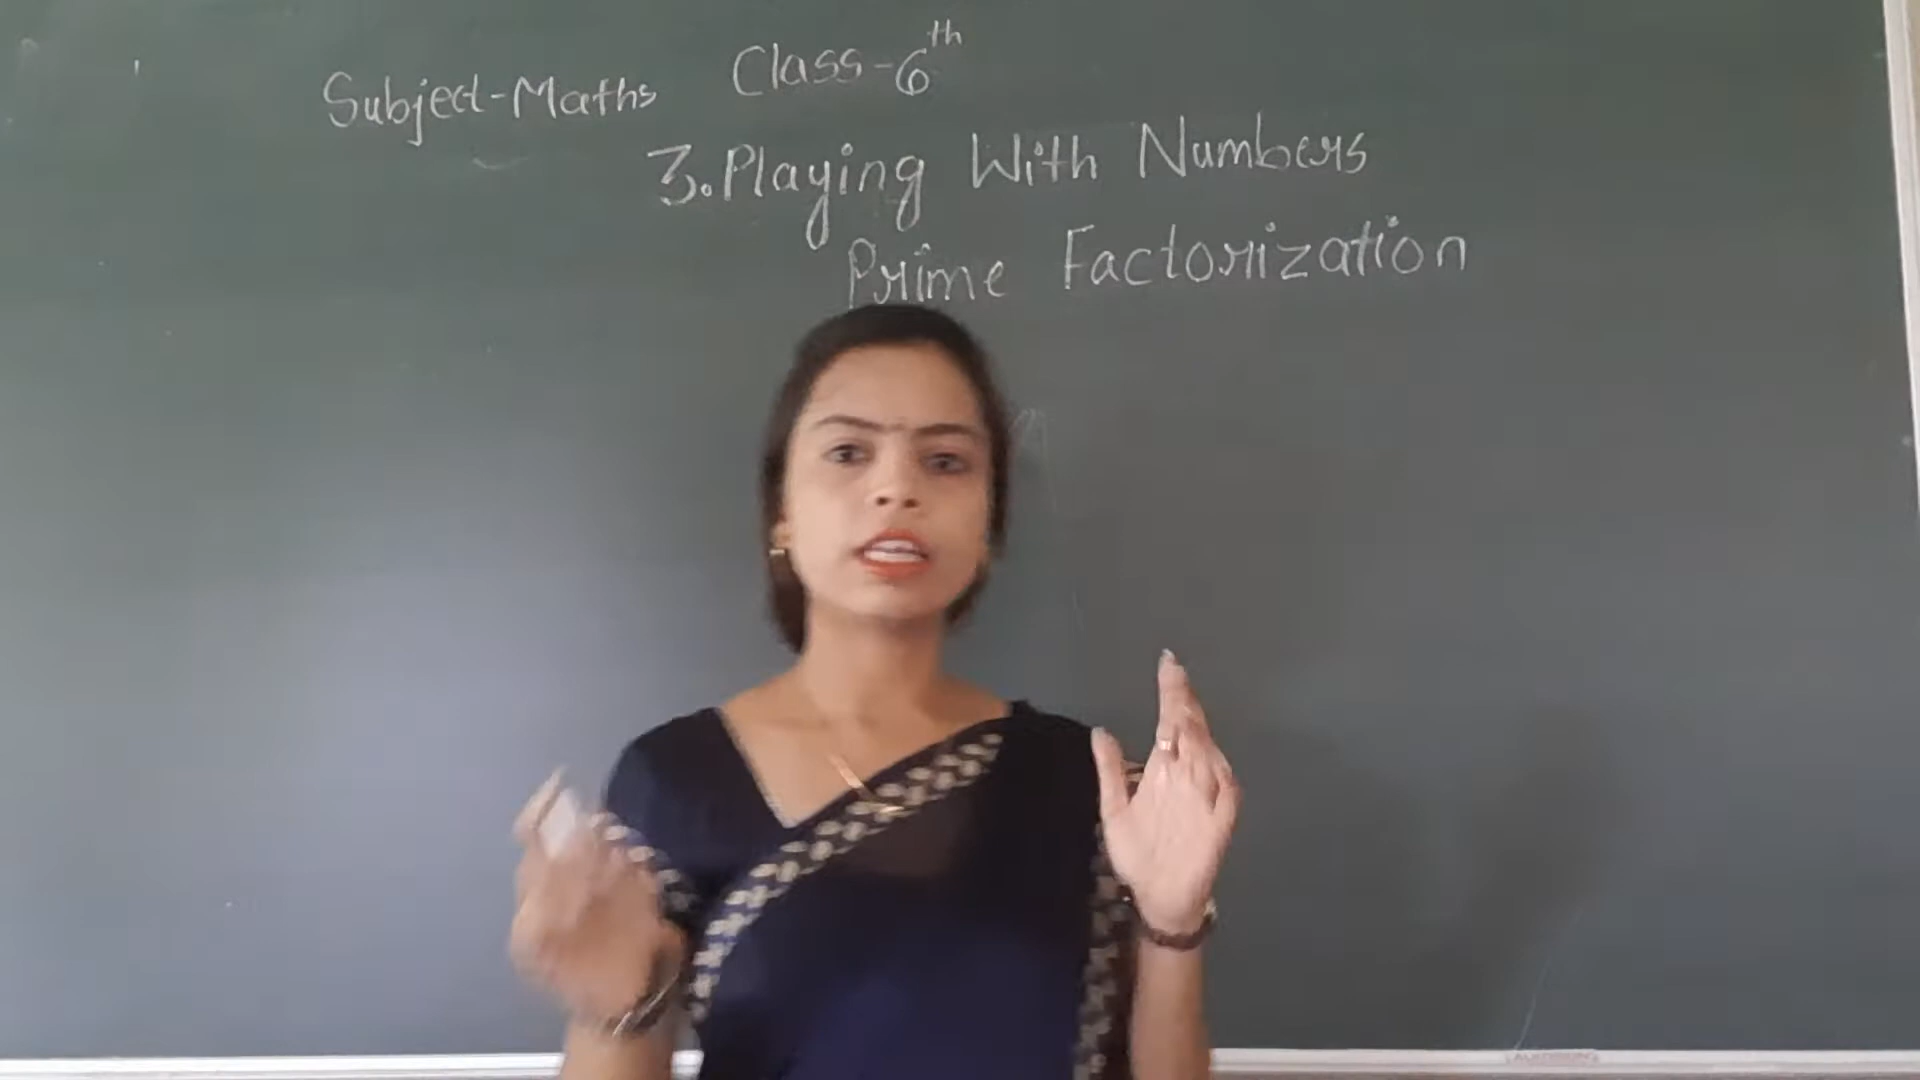 Subject-Maths Class-6th
3. Playing With Numbers
Prime Factorization